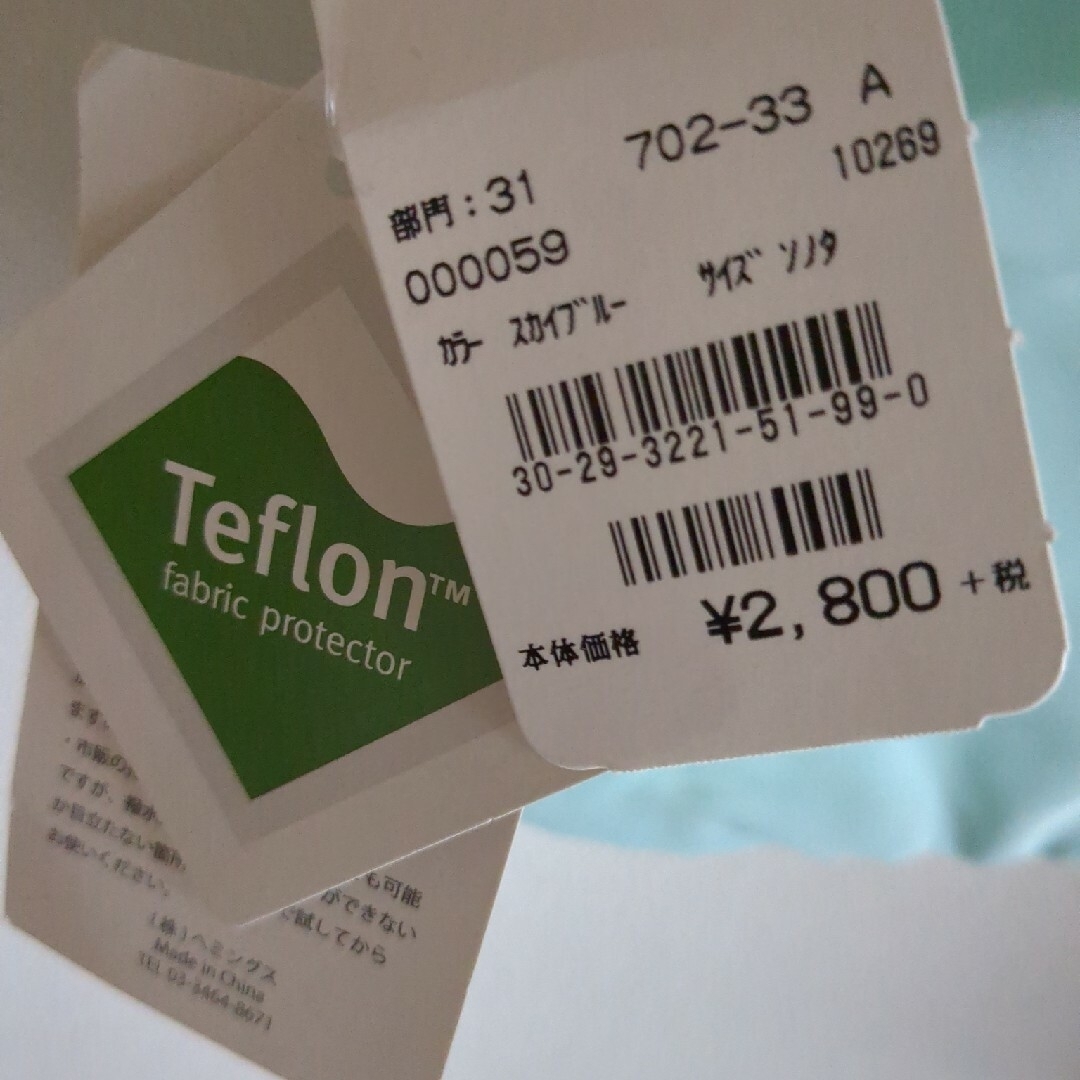 702-33 A
部門：31 10269
000059
カラー スカイブルー サイズ ソノタ
30-29-3221-51-99-0
本体価格 ¥2,800 +税
Teflon™
fabric protector
ます。
・市販の
ですが、撥水
が目立たない箇所
お使いください。
も可能
ができない
試してから
(株)ヘミングス
Made in China
TEL 03-3464-8671